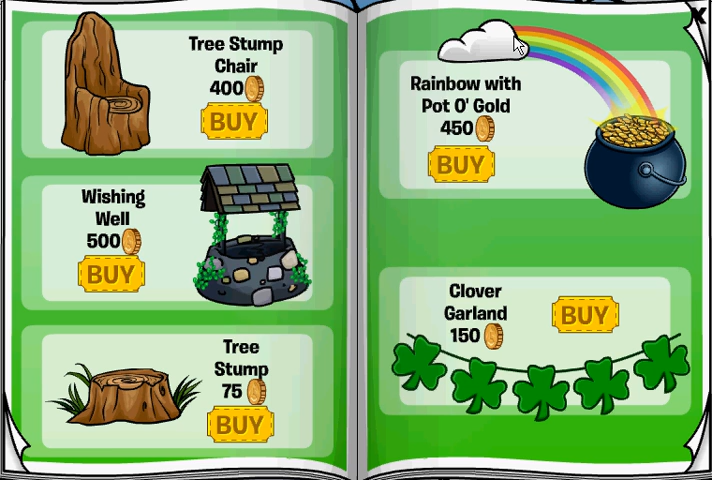 Tree Stump
Chair
400
BUY
Wishing
Well
500
BUY
Tree
Stump
75
BUY
Rainbow with
Pot O' Gold
450
BUY
Clover
Garland
150
BUY